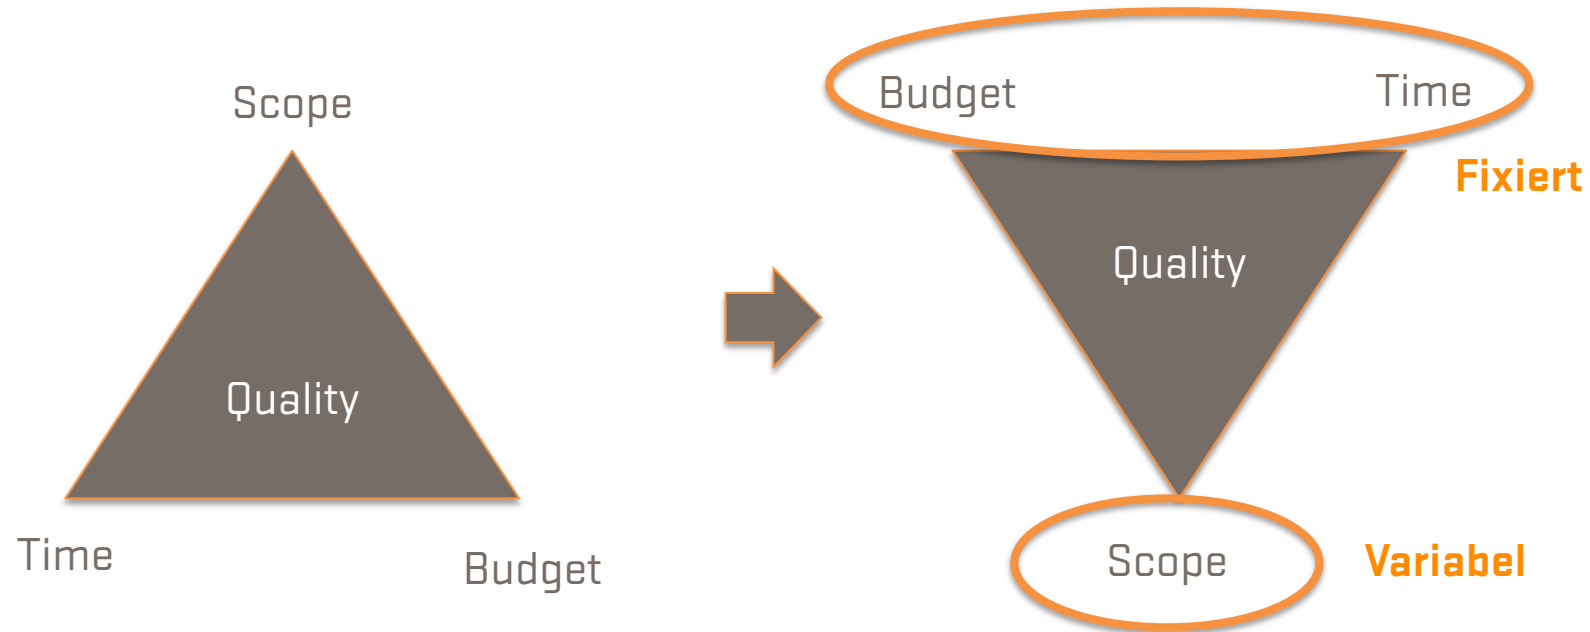 Scope
Quality
Time
Budget
Budget
Time
Fixiert
Quality
Scope
Variabel